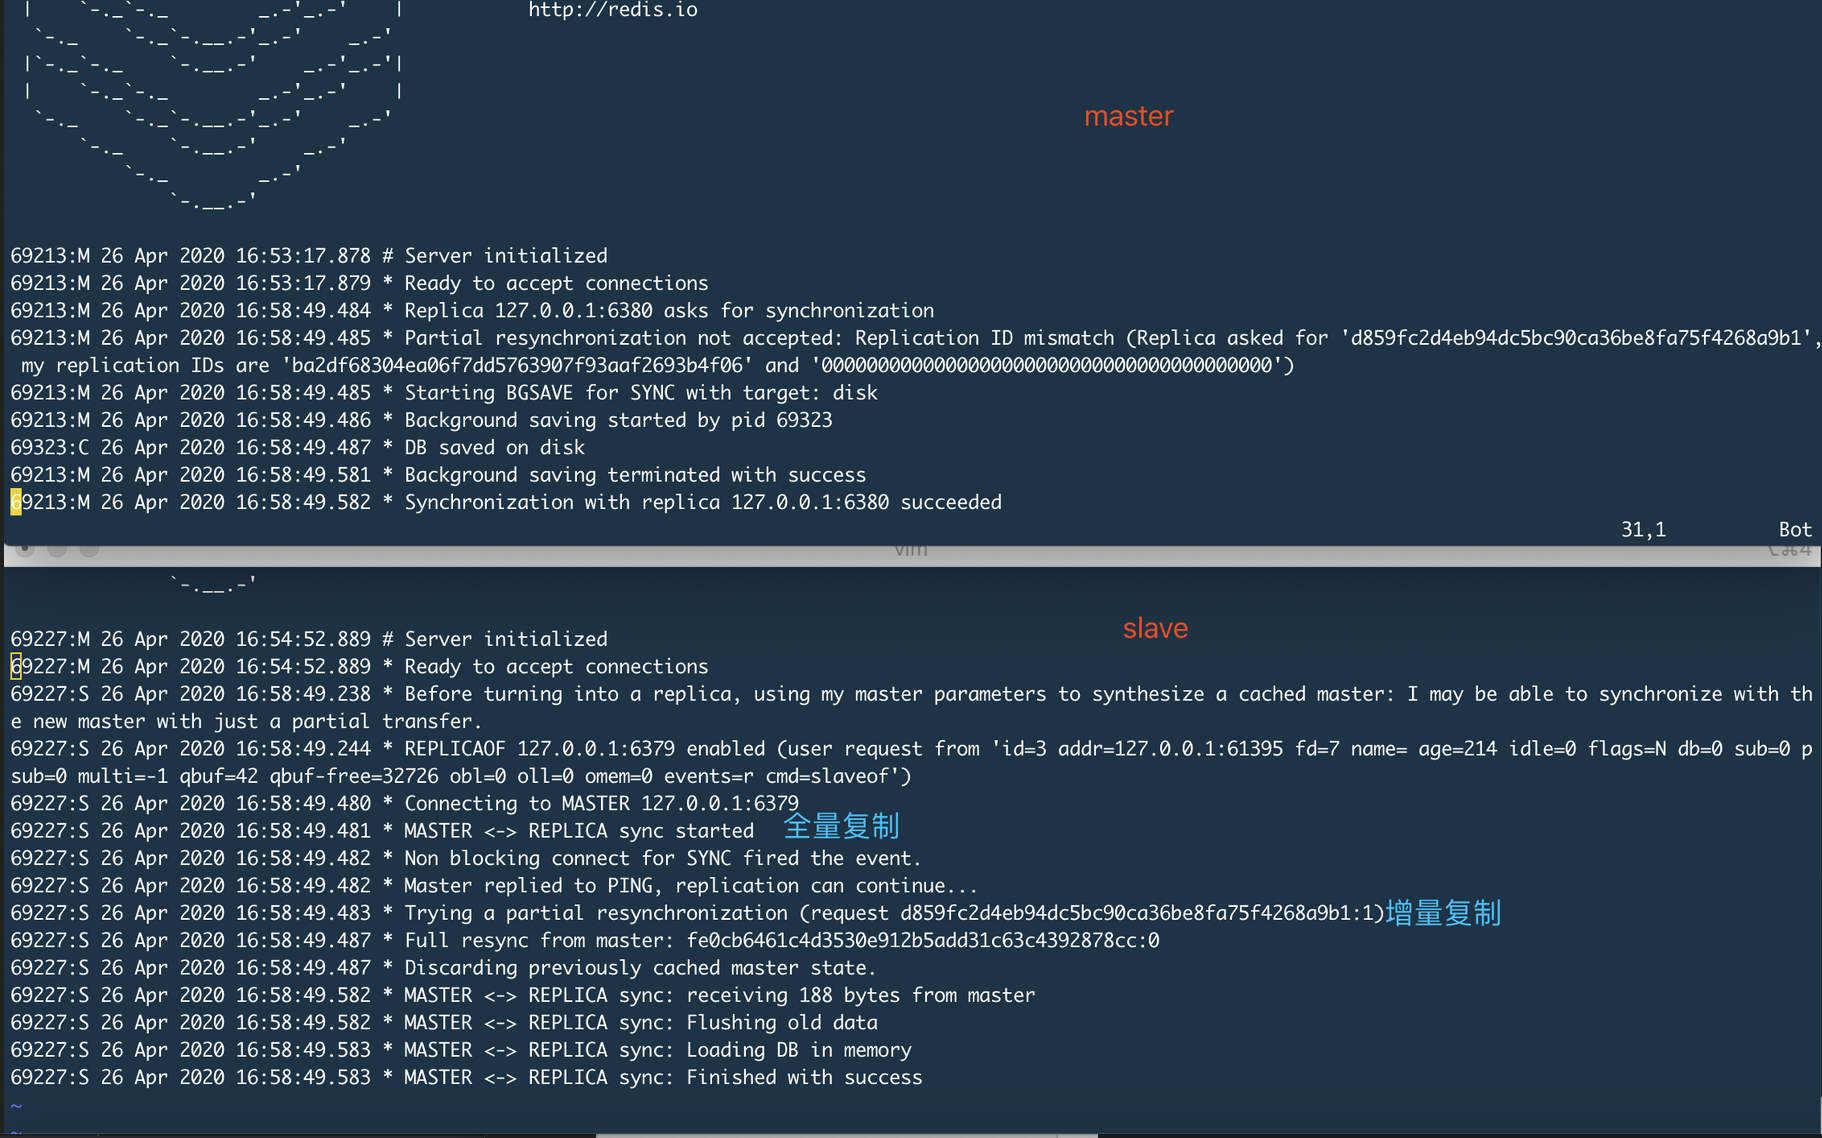 http://redis.io
master
69213:M 26 Apr 2020 16:53:17.878 # Server initialized
69213:M 26 Apr 2020 16:53:17.879 * Ready to accept connections
69213:M 26 Apr 2020 16:58:49.484 * Replica 127.0.0.1:6380 asks for synchronization
69213:M 26 Apr 2020 16:58:49.485 * Partial resynchronization not accepted: Replication ID mismatch (Replica asked for 'd859fc2d4eb94dc5bc90ca36be8fa75f4268a9b1',
my replication IDs are 'ba2df68304ea06f7dd5763907f93aaf2693b4f06' and '0000000000000000000000000000000000000000')
69213:M 26 Apr 2020 16:58:49.485 * Starting BGSAVE for SYNC with target: disk
69213:M 26 Apr 2020 16:58:49.486 * Background saving started by pid 69323
69323:C 26 Apr 2020 16:58:49.487 * DB saved on disk
69213:M 26 Apr 2020 16:58:49.581 * Background saving terminated with success
69213:M 26 Apr 2020 16:58:49.582 * Synchronization with replica 127.0.0.1:6380 succeeded
31,1 Bot
vim ⌥⌘4
slave
69227:M 26 Apr 2020 16:54:52.889 # Server initialized
69227:M 26 Apr 2020 16:54:52.889 * Ready to accept connections
69227:S 26 Apr 2020 16:58:49.238 * Before turning into a replica, using my master parameters to synthesize a cached master: I may be able to synchronize with th
e new master with just a partial transfer.
69227:S 26 Apr 2020 16:58:49.244 * REPLICAOF 127.0.0.1:6379 enabled (user request from 'id=3 addr=127.0.0.1:61395 fd=7 name= age=214 idle=0 flags=N db=0 sub=0 p
sub=0 multi=-1 qbuf=42 qbuf-free=32726 obl=0 oll=0 omem=0 events=r cmd=slaveof')
69227:S 26 Apr 2020 16:58:49.480 * Connecting to MASTER 127.0.0.1:6379
69227:S 26 Apr 2020 16:58:49.481 * MASTER <-> REPLICA sync started 全量复制
69227:S 26 Apr 2020 16:58:49.482 * Non blocking connect for SYNC fired the event.
69227:S 26 Apr 2020 16:58:49.482 * Master replied to PING, replication can continue...
69227:S 26 Apr 2020 16:58:49.483 * Trying a partial resynchronization (request d859fc2d4eb94dc5bc90ca36be8fa75f4268a9b1:1)增量复制
69227:S 26 Apr 2020 16:58:49.487 * Full resync from master: fe0cb6461c4d3530e912b5add31c63c4392878cc:0
69227:S 26 Apr 2020 16:58:49.487 * Discarding previously cached master state.
69227:S 26 Apr 2020 16:58:49.582 * MASTER <-> REPLICA sync: receiving 188 bytes from master
69227:S 26 Apr 2020 16:58:49.582 * MASTER <-> REPLICA sync: Flushing old data
69227:S 26 Apr 2020 16:58:49.583 * MASTER <-> REPLICA sync: Loading DB in memory
69227:S 26 Apr 2020 16:58:49.583 * MASTER <-> REPLICA sync: Finished with success
~
~